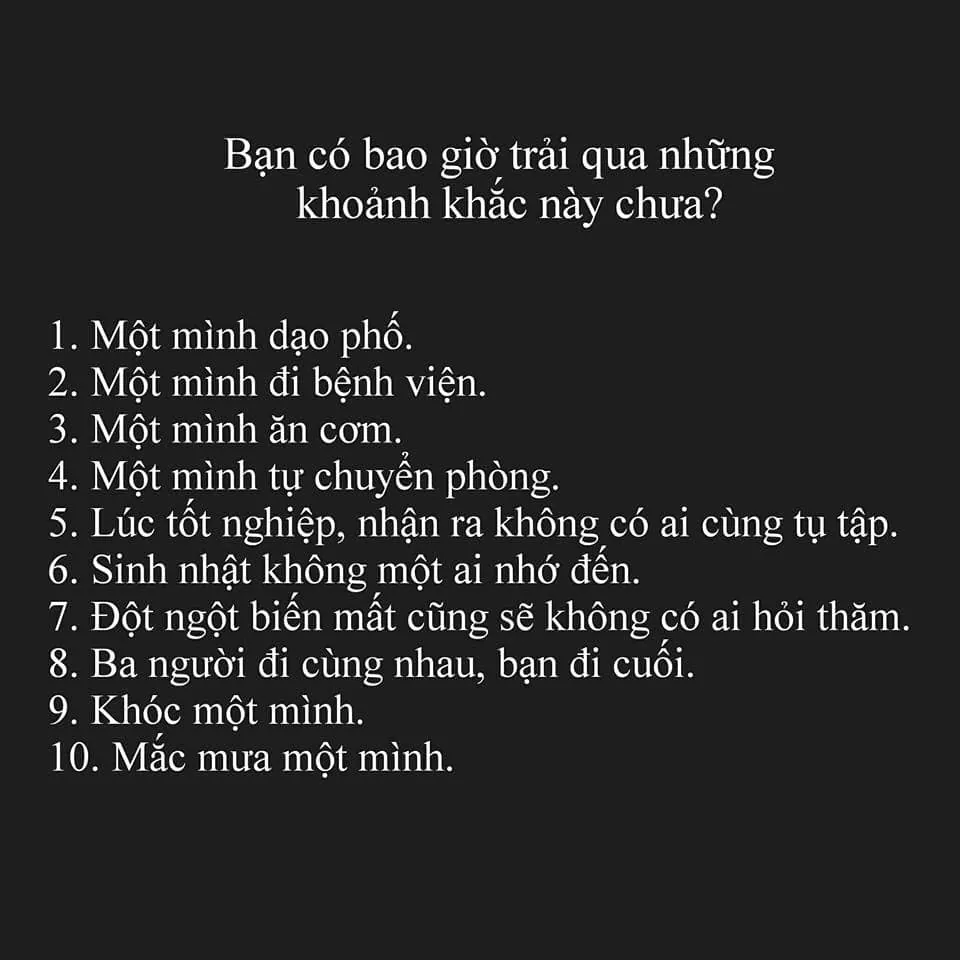 Bạn có bao giờ trải qua những
khoảnh khắc này chưa?
1. Một mình dạo phố.
2. Một mình đi bệnh viện.
3. Một mình ăn cơm.
4. Một mình tự chuyển phòng.
5. Lúc tốt nghiệp, nhận ra không có ai cùng tụ tập.
6. Sinh nhật không một ai nhớ đến.
7. Đột ngột biến mất cũng sẽ không có ai hỏi thăm.
8. Ba người đi cùng nhau, bạn đi cuối.
9. Khóc một mình.
10. Mắc mưa một mình.